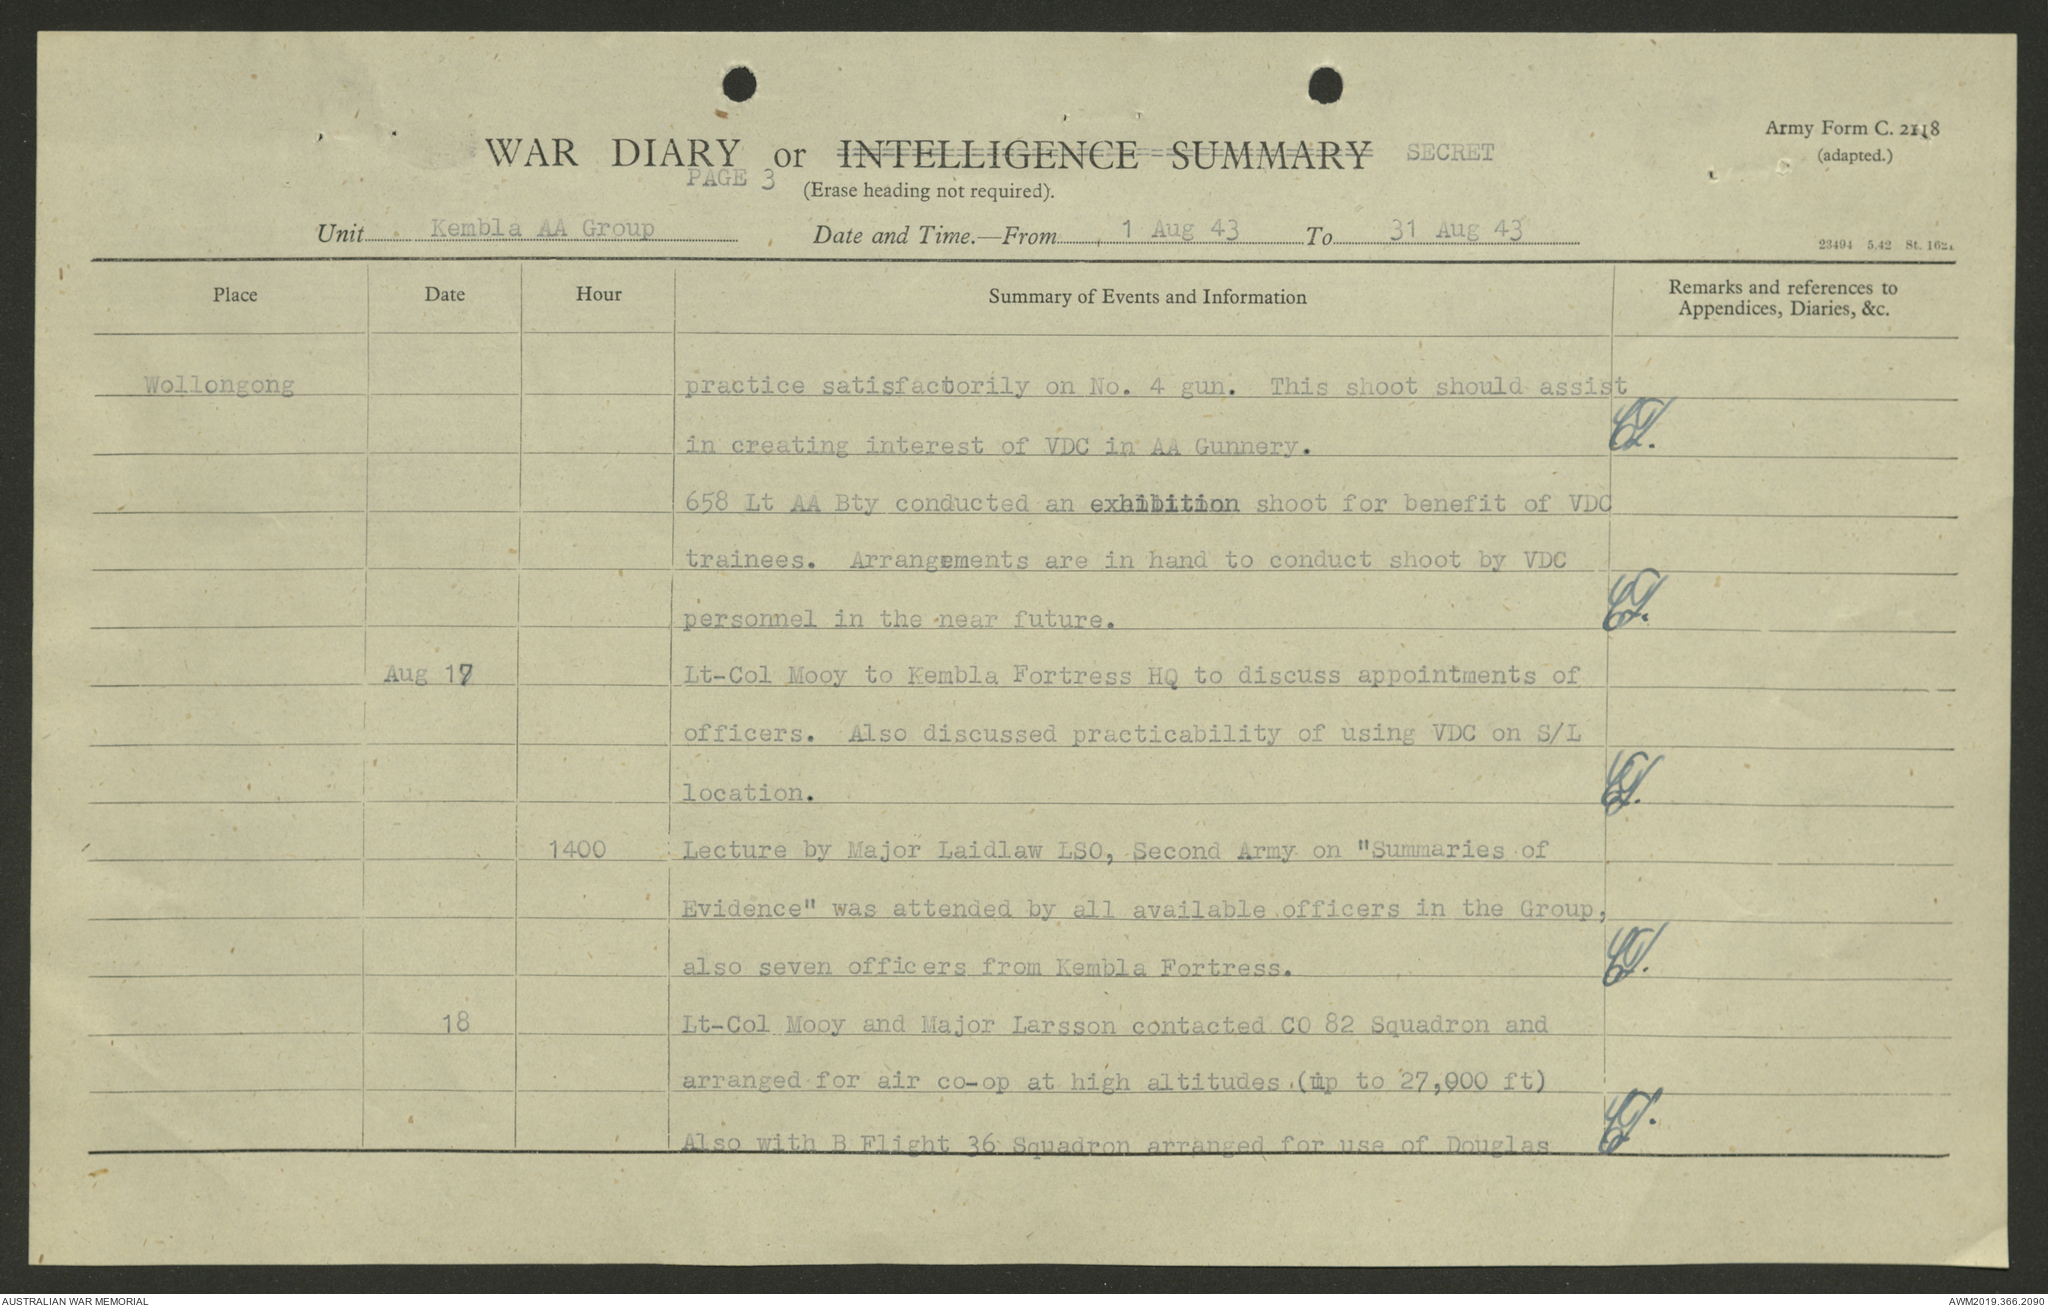 Army Form C. 2118
(adapted.)
WAR DIARY or INTELLIGENCE SUMMARY SECRET
PAGE 3
(Erase heading not required).
Unit Kembla AA Group Date and Time.—From 1 Aug 43 To 31 Aug 43
23494 5.42 St. 1621
Place Date Hour Summary of Events and Information Remarks and references to
Appendices, Diaries, &c.
Wollongong practice satisfactorily on No. 4 gun. This shoot should assist
in creating interest of VDC in AA Gunnery.
658 Lt AA Bty conducted an exhibition shoot for benefit of VDC
trainees. Arrangements are in hand to conduct shoot by VDC
personnel in the near future.
Aug 17 Lt-Col Mooy to Kembla Fortress HQ to discuss appointments of
officers. Also discussed practicability of using VDC on S/L
location.
1400 Lecture by Major Laidlaw LSO, Second Army on "Summaries of
Evidence" was attended by all available officers in the Group,
also seven officers from Kembla Fortress.
18 Lt-Col Mooy and Major Larsson contacted CO 82 Squadron and
arranged for air co-op at high altitudes (up to 27,000 ft)
Also with B Flight 36 Squadron arranged for use of Douglas
AUSTRALIAN WAR MEMORIAL
AWM2019.366.2090